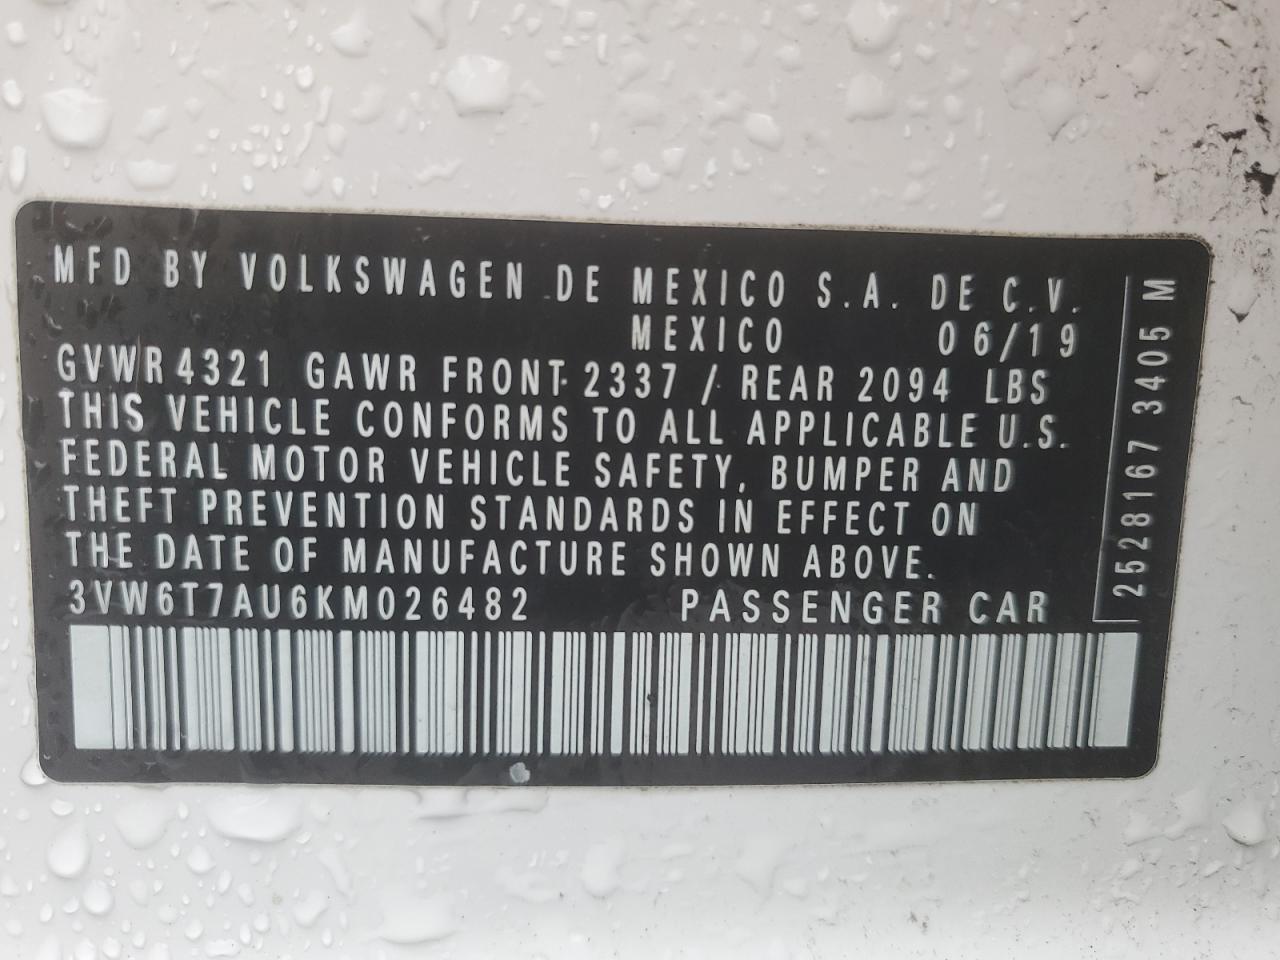 MFD BY VOLKSWAGEN DE MEXICO S.A. DE C.V.
MEXICO 06/19
GVWR 4321 GAWR FRONT 2337 / REAR 2094 LBS
THIS VEHICLE CONFORMS TO ALL APPLICABLE U.S.
FEDERAL MOTOR VEHICLE SAFETY, BUMPER AND
THEFT PREVENTION STANDARDS IN EFFECT ON
THE DATE OF MANUFACTURE SHOWN ABOVE.
3VW6T7AU6KM026482 PASSENGER CAR
2528167 3405 M